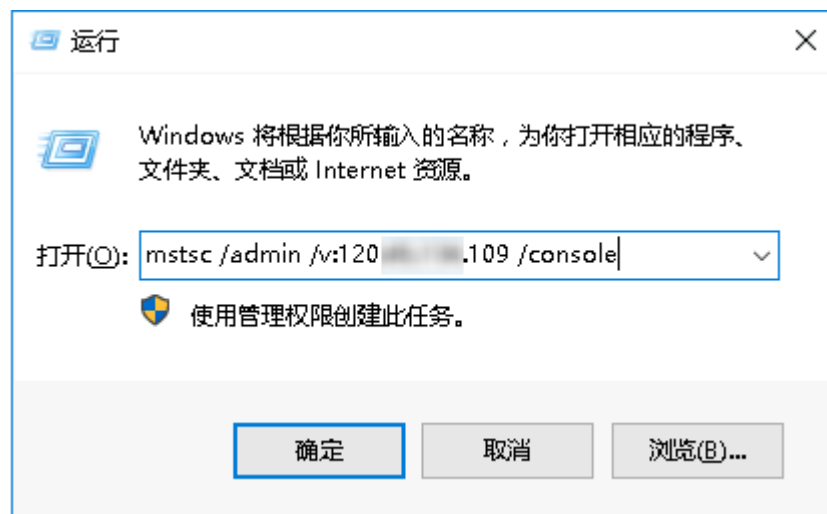 运行
Windows 将根据你所输入的名称，为你打开相应的程序、
文件夹、文档或 Internet 资源。
打开(O): mstsc /admin /v:120 .109 /console
使用管理权限创建此任务。
确定 取消 浏览(B)...